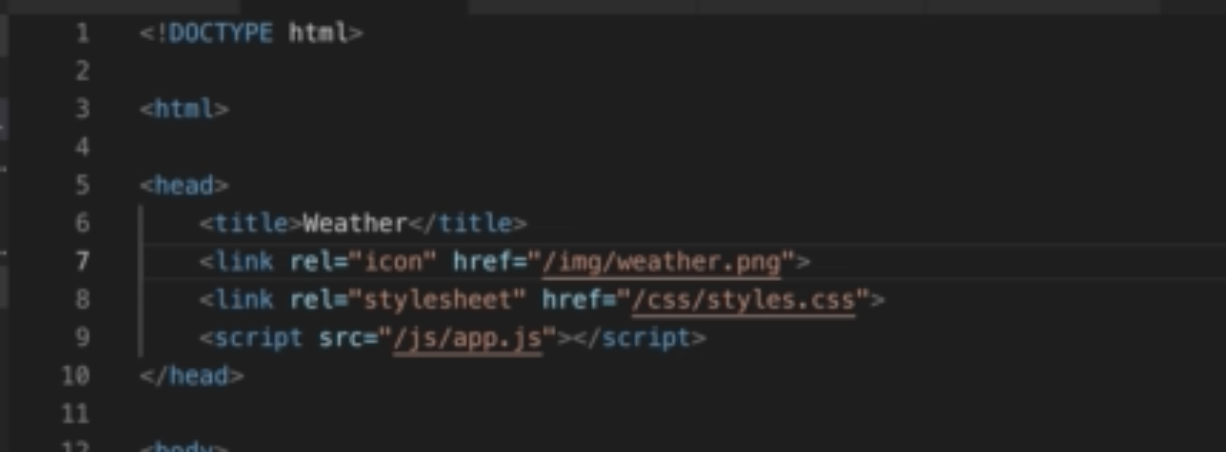 1 <!DOCTYPE html>
2
3 <html>
4
5 <head>
6 <title>Weather</title>
7 <link rel="icon" href="/img/weather.png">
8 <link rel="stylesheet" href="/css/styles.css">
9 <script src="/js/app.js"></script>
10 </head>
11
12 <body>